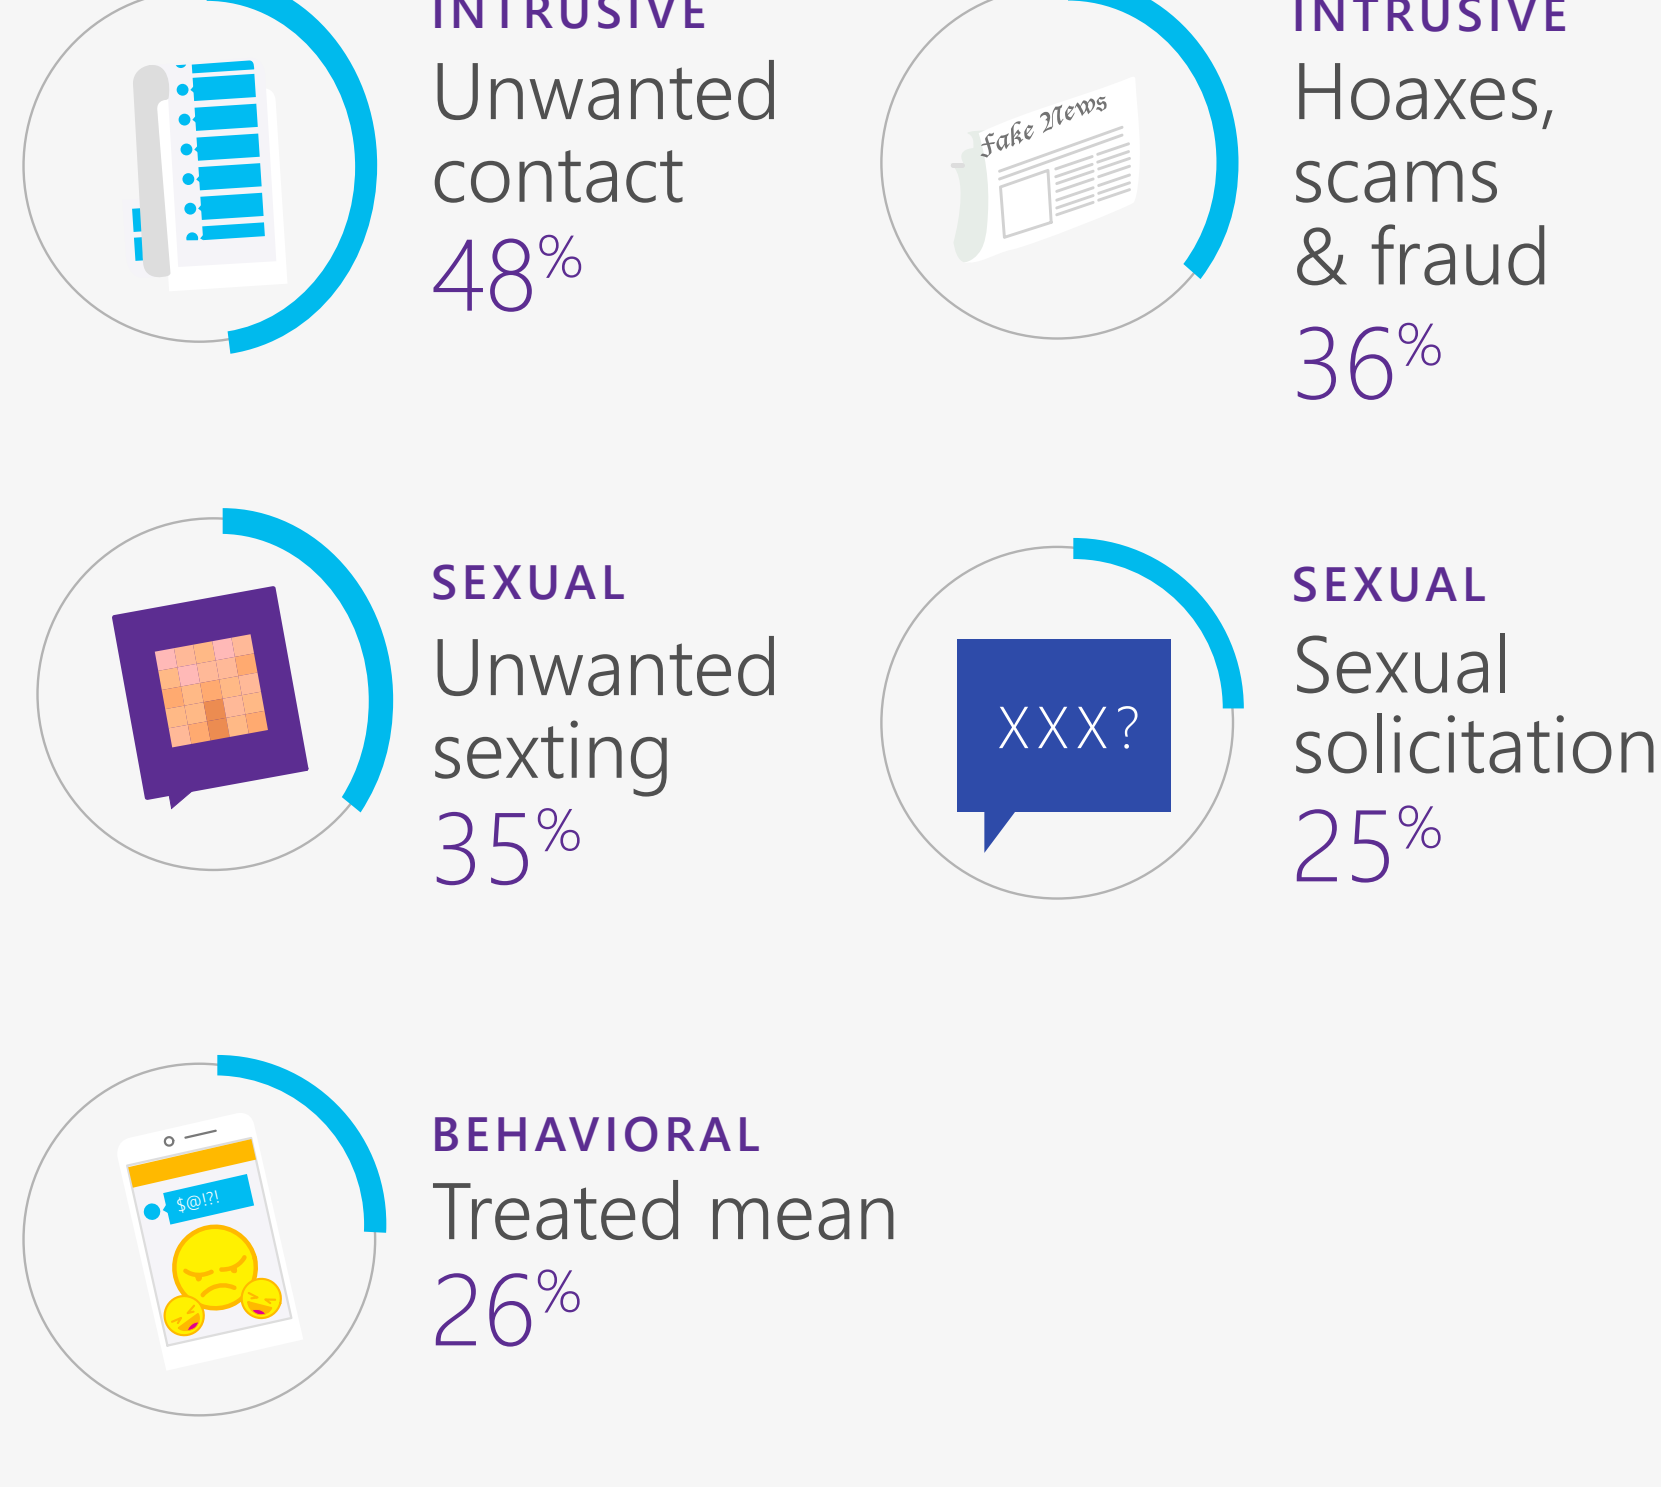 INTRUSIVE
Unwanted
contact
48%
INTRUSIVE
Hoaxes,
scams
& fraud
36%
Fake News
SEXUAL
Unwanted
sexting
35%
SEXUAL
Sexual
solicitation
25%
XXX?
BEHAVIORAL
Treated mean
26%
$@!?!